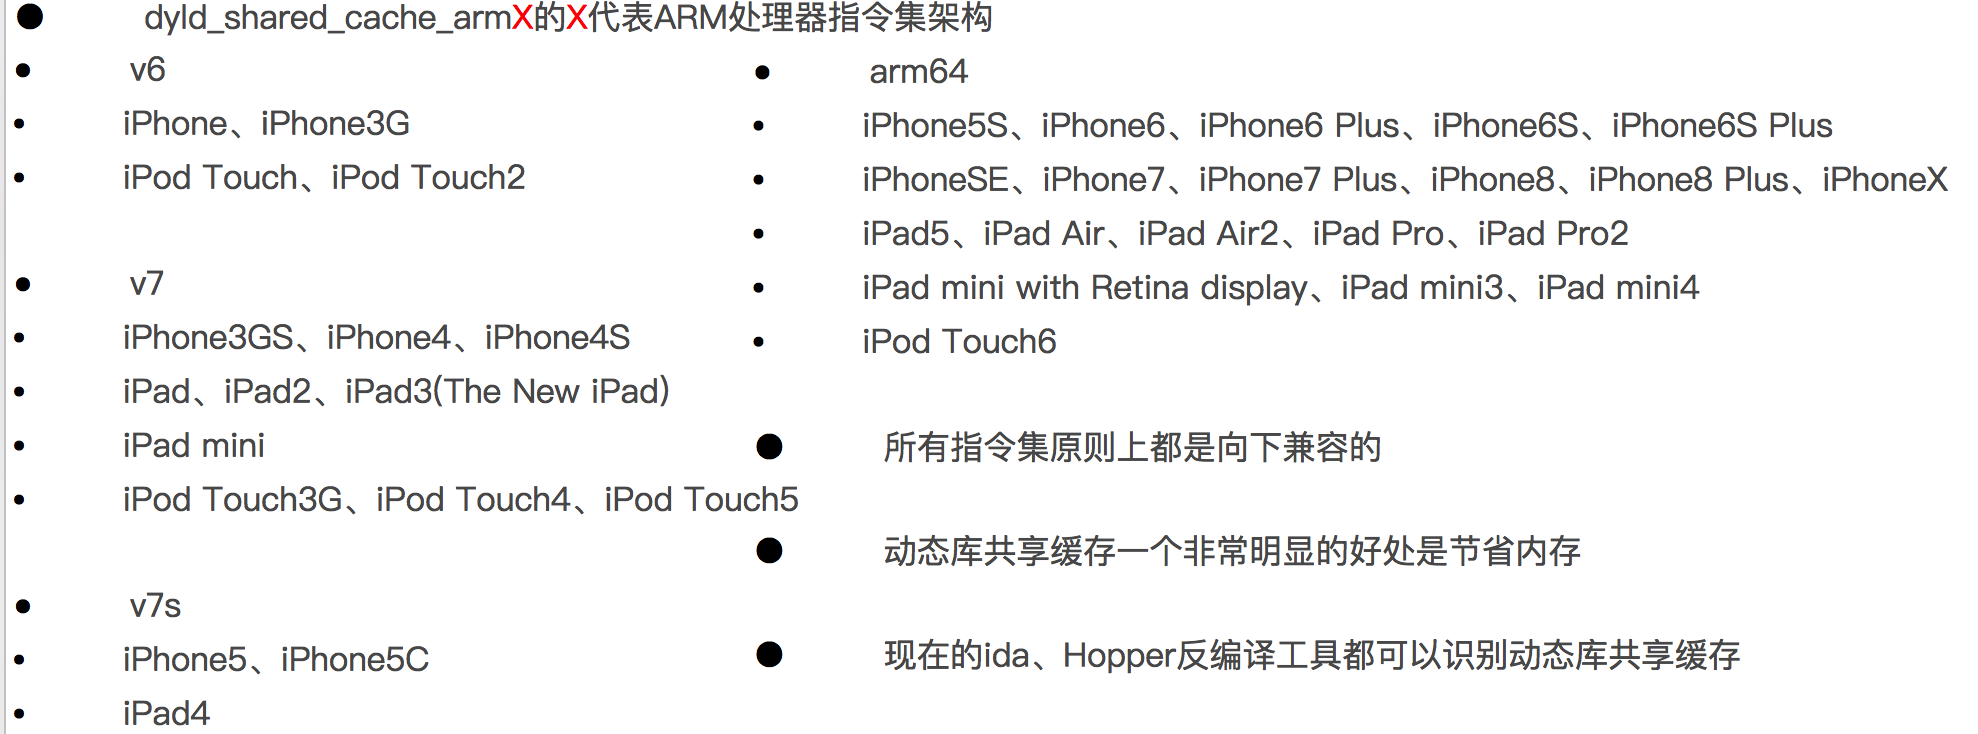 ● dyld_shared_cache_armX的X代表ARM处理器指令集架构
• v6
• iPhone、iPhone3G
• iPod Touch、iPod Touch2
• v7
• iPhone3GS、iPhone4、iPhone4S
• iPad、iPad2、iPad3(The New iPad)
• iPad mini
• iPod Touch3G、iPod Touch4、iPod Touch5
• v7s
• iPhone5、iPhone5C
• iPad4
• arm64
• iPhone5S、iPhone6、iPhone6 Plus、iPhone6S、iPhone6S Plus
• iPhoneSE、iPhone7、iPhone7 Plus、iPhone8、iPhone8 Plus、iPhoneX
• iPad5、iPad Air、iPad Air2、iPad Pro、iPad Pro2
• iPad mini with Retina display、iPad mini3、iPad mini4
• iPod Touch6
● 所有指令集原则上都是向下兼容的
● 动态库共享缓存一个非常明显的好处是节省内存
● 现在的ida、Hopper反编译工具都可以识别动态库共享缓存